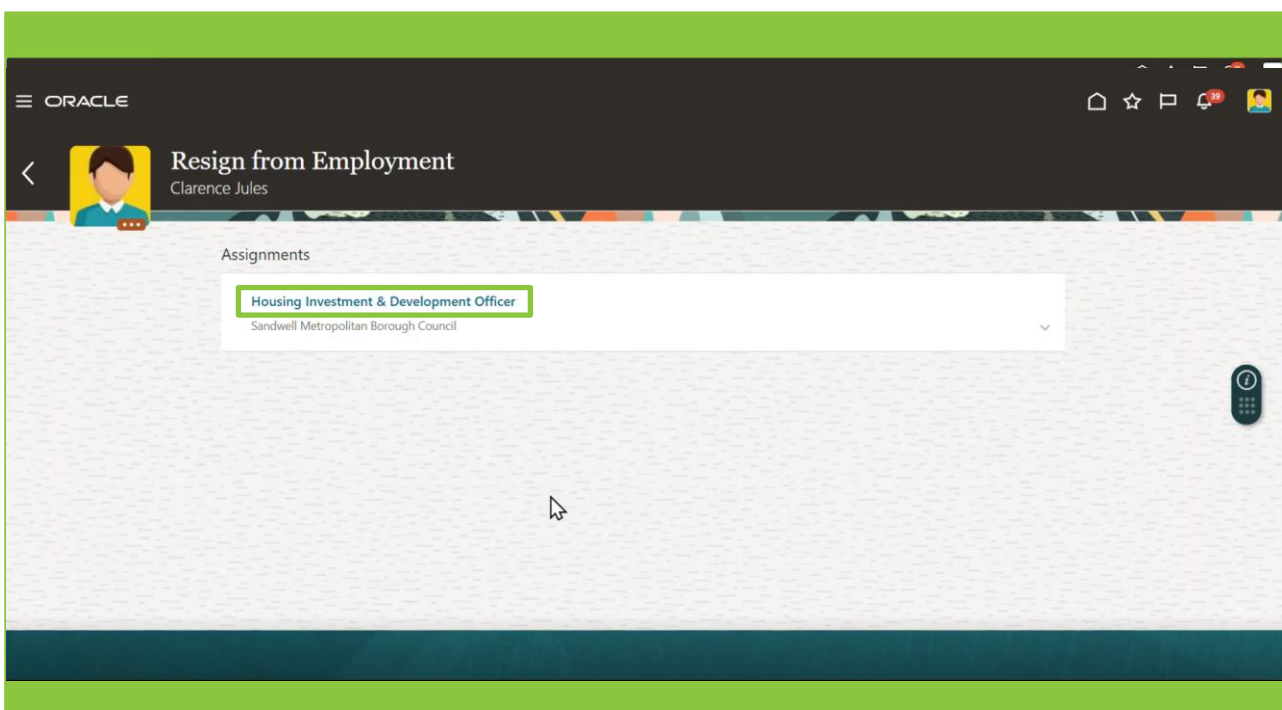 ORACLE
39
Resign from Employment
Clarence Jules
Assignments
Housing Investment & Development Officer
Sandwell Metropolitan Borough Council